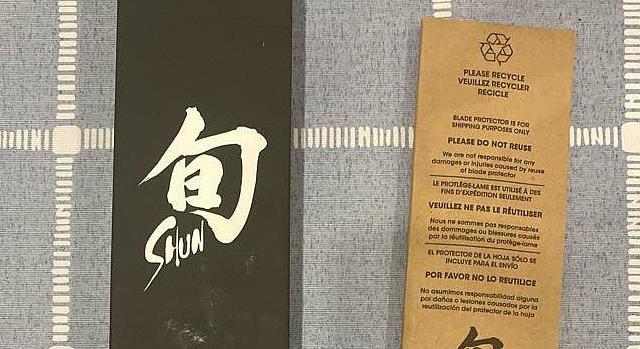 旬
SHUN
PLEASE RECYCLE
VEUILLEZ RECYCLER
RECICLE
BLADE PROTECTOR IS FOR
SHIPPING PURPOSES ONLY
PLEASE DO NOT REUSE
We are not responsible for any
damages or injuries caused by reuse
of blade protector
LE PROTÈGE-LAME EST UTILISÉ À DES
FINS D'EXPÉDITION SEULEMENT
VEUILLEZ NE PAS LE RÉUTILISER
Nous ne sommes pas responsables
des dommages ou blessures causés
par la réutilisation du protège-lame
EL PROTECTOR DE LA HOJA SÓLO SE
INCLUYE PARA EL ENVÍO
POR FAVOR NO LO REUTILICE
No asumimos responsabilidad alguna
por daños o lesiones causados por la
reutilización del protector de la hoja
旬